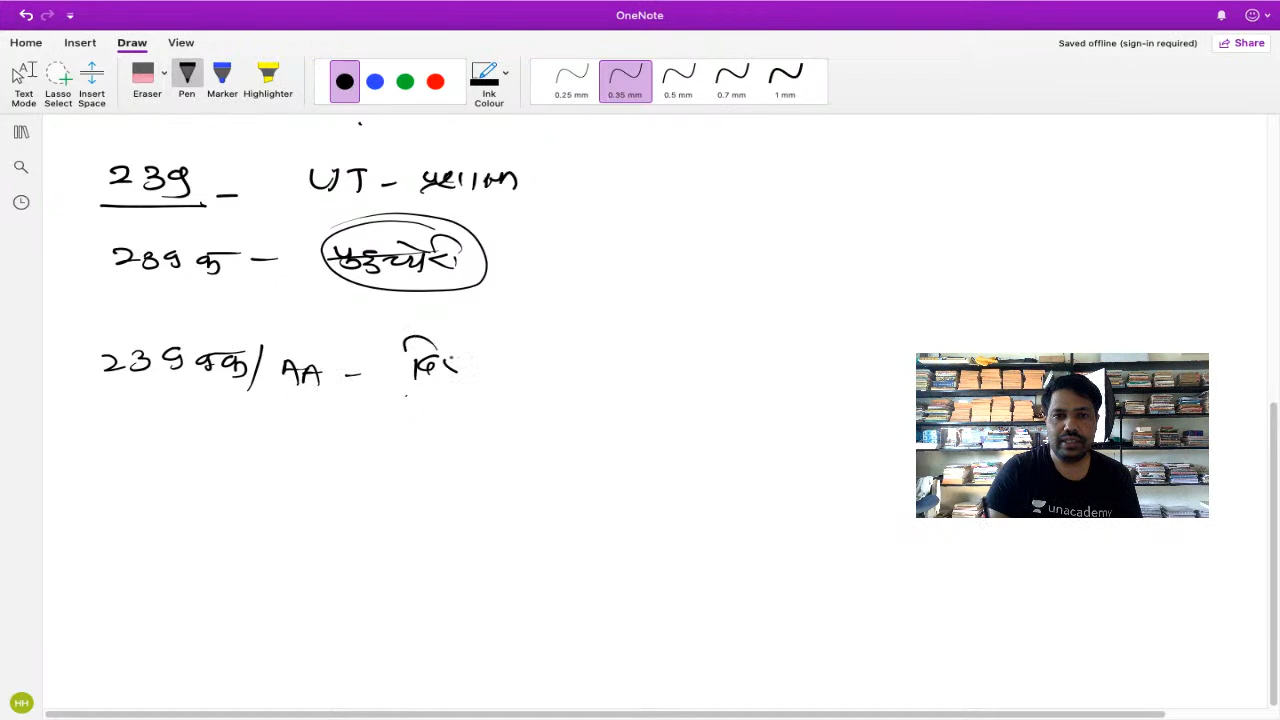 OneNote
Home Insert Draw View
Saved offline (sign-in required) Share
Text Mode
Lasso Select
Insert Space
Eraser
Pen
Marker
Highlighter
Ink Colour
0.25 mm
0.35 mm
0.5 mm
0.7 mm
1 mm
239 - UT -
239 क - पुडुचेरी
239 कक / AA -
unacademy
HH